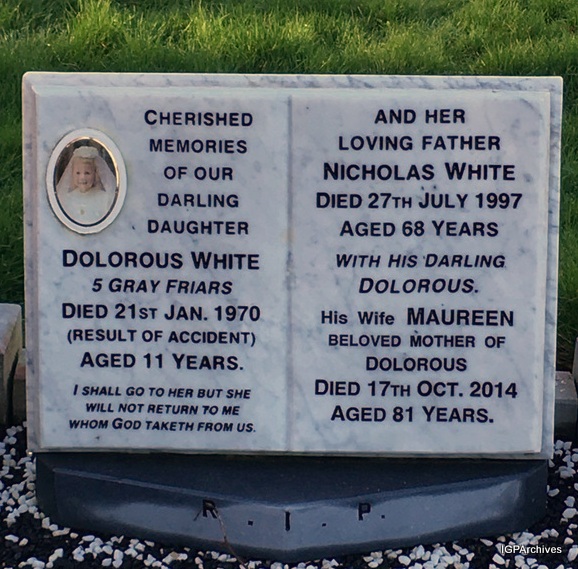 CHERISHED
MEMORIES
OF OUR
DARLING
DAUGHTER
DOLOROUS WHITE
5 GRAY FRIARS
DIED 21ST JAN. 1970
(RESULT OF ACCIDENT)
AGED 11 YEARS.
I SHALL GO TO HER BUT SHE
WILL NOT RETURN TO ME
WHOM GOD TAKETH FROM US.
AND HER
LOVING FATHER
NICHOLAS WHITE
DIED 27TH JULY 1997
AGED 68 YEARS
WITH HIS DARLING
DOLOROUS.
HIS WIFE MAUREEN
BELOVED MOTHER OF
DOLOROUS
DIED 17TH OCT. 2014
AGED 81 YEARS.
R. I. P.
IGPArchives